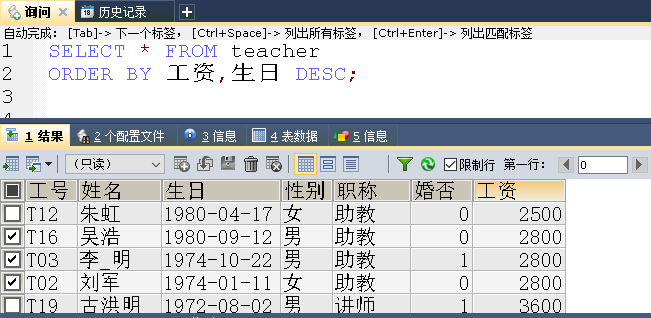 询问 历史记录
自动完成: [Tab]-> 下一个标签, [Ctrl+Space]-> 列出所有标签, [Ctrl+Enter]-> 列出匹配标签
1 SELECT * FROM teacher
2 ORDER BY 工资,生日 DESC;
3
1 结果 2 个配置文件 3 信息 4 表数据 5 信息
(只读) 限制行 第一行: 0
工号 姓名 生日 性别 职称 婚否 工资
T12 朱虹 1980-04-17 女 助教 0 2500
T16 吴浩 1980-09-12 男 助教 0 2800
T03 李_明 1974-10-22 男 助教 1 2800
T02 刘军 1974-01-11 女 助教 0 2800
T19 古洪明 1972-08-02 男 讲师 1 3600